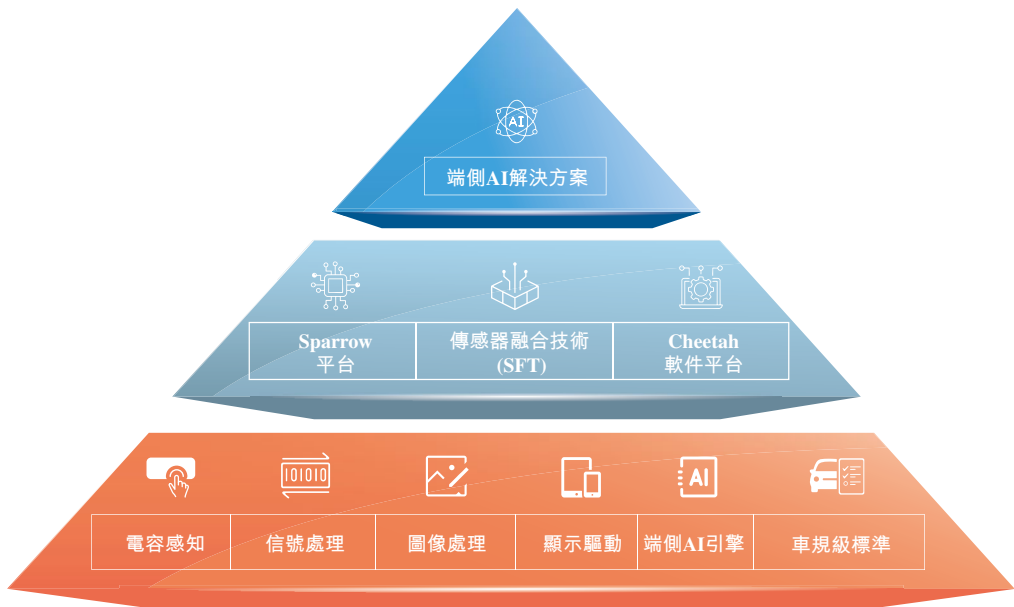 AI
端側AI解決方案
Sparrow
平台
傳感器融合技術
(SFT)
Cheetah
軟件平台
101010
AI
電容感知
信號處理
圖像處理
顯示驅動
端側AI引擎
車規級標準